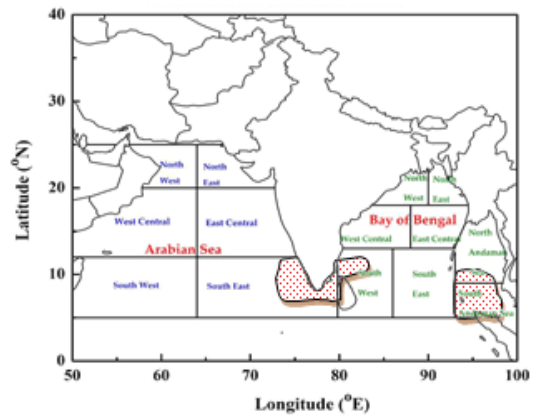 40
30
20
10
0
Latitude (°N)
North
West
North
East
West Central
East Central
Arabian Sea
South West
South East
North
West
North
East
Bay of Bengal
West Central
East Central
North
Andaman
West
South
East
50 60 70 80 90 100
Longitude (°E)